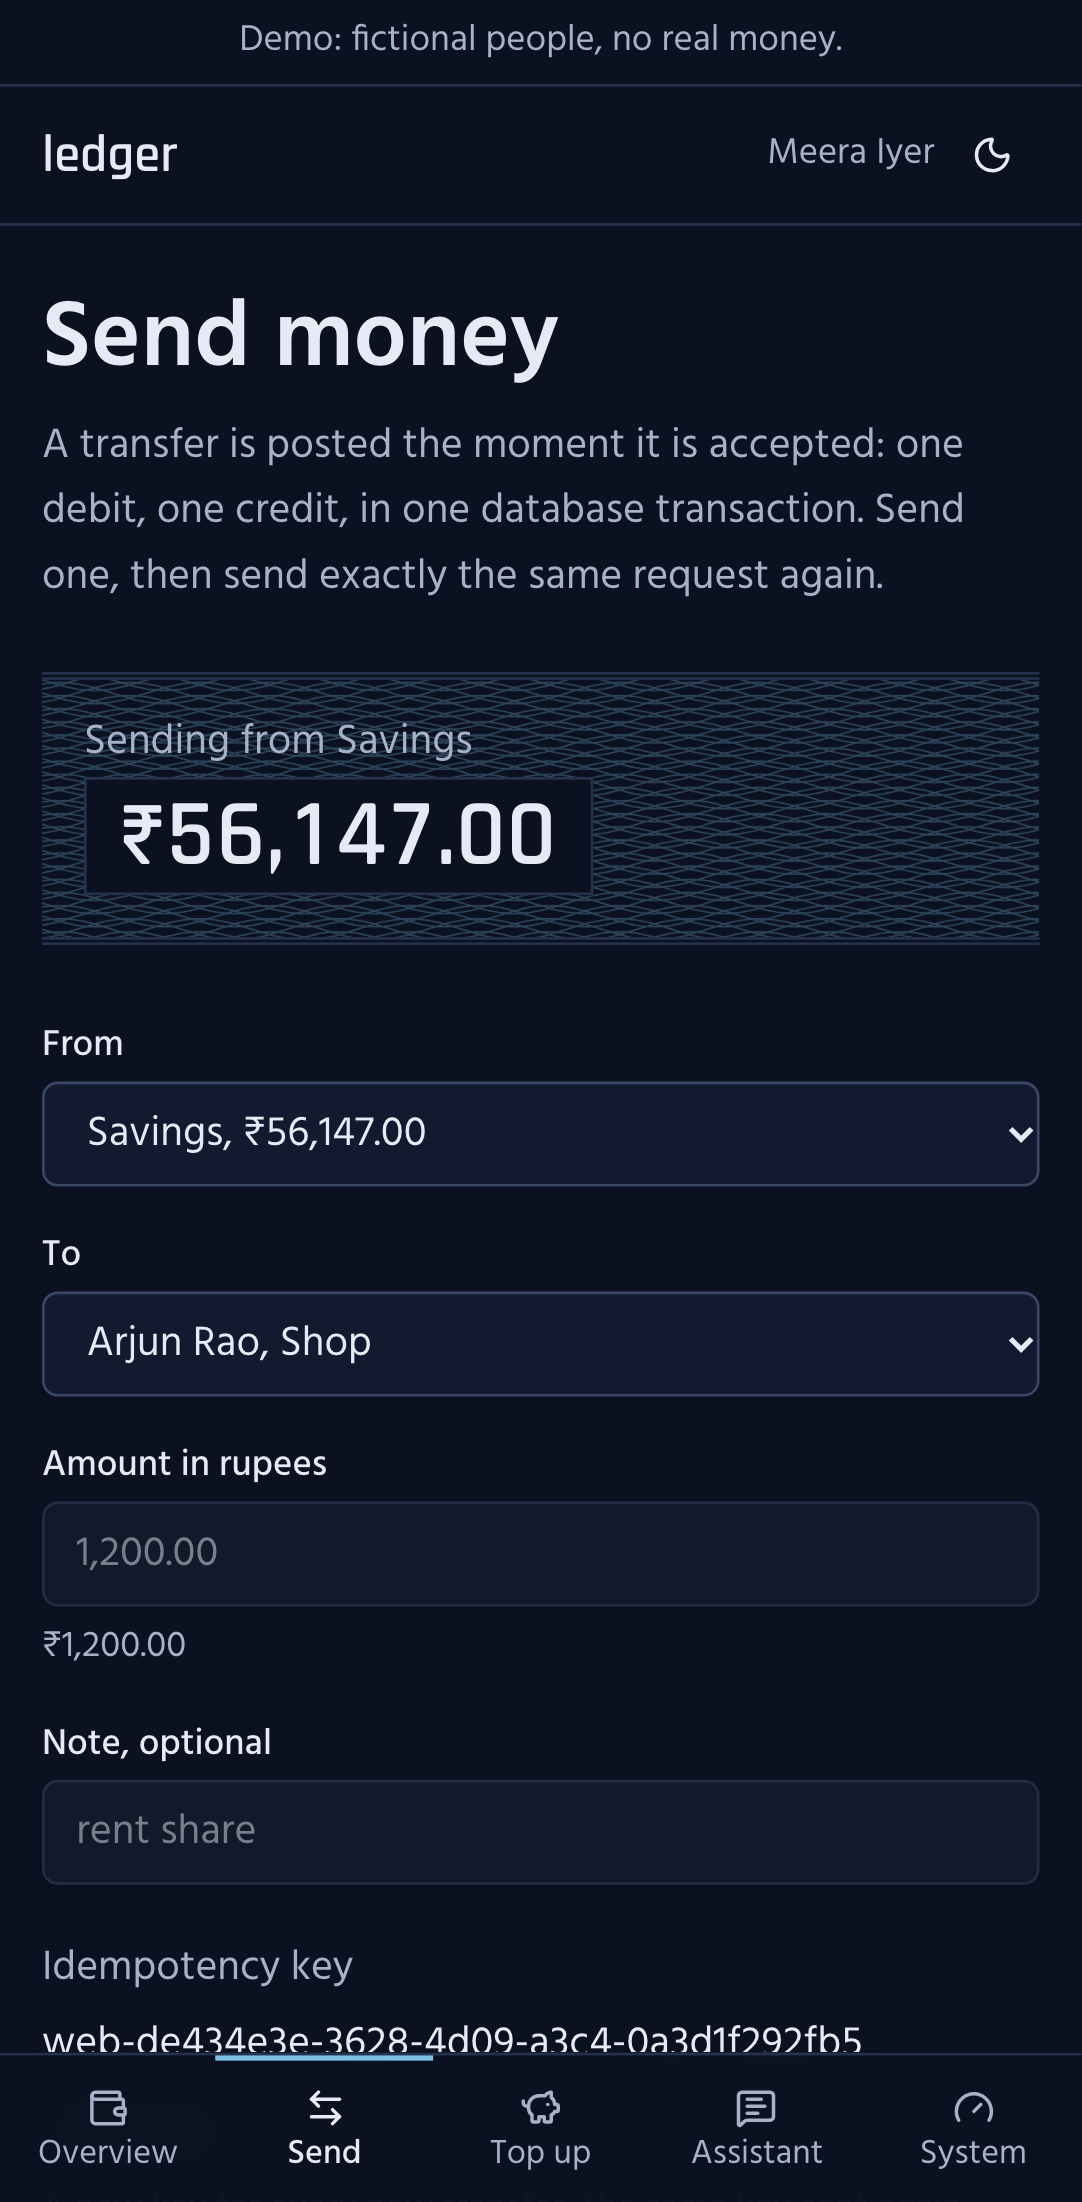 Demo: fictional people, no real money.
ledger
Meera Iyer
Send money
A transfer is posted the moment it is accepted: one
debit, one credit, in one database transaction. Send
one, then send exactly the same request again.
Sending from Savings
₹56,147.00
From
Savings, ₹56,147.00
To
Arjun Rao, Shop
Amount in rupees
1,200.00
₹1,200.00
Note, optional
rent share
Idempotency key
web-de434e3e-3628-4d09-a3c4-0a3d1f292fb5
Overview
Send
Top up
Assistant
System